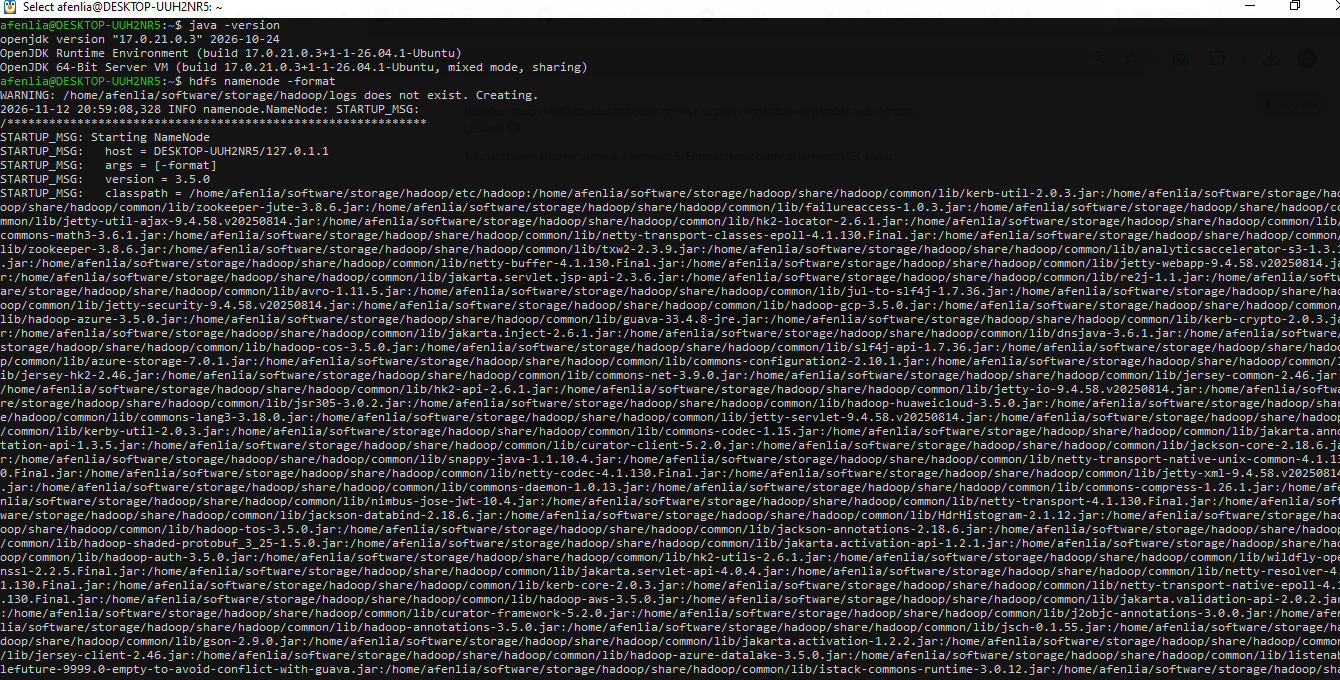 Select afenlia@DESKTOP-UUH2NR5: ~
afenlia@DESKTOP-UUH2NR5:~$ java -version
openjdk version "17.0.21.0.3" 2026-10-24
OpenJDK Runtime Environment (build 17.0.21.0.3+1-1-26.04.1-Ubuntu)
OpenJDK 64-Bit Server VM (build 17.0.21.0.3+1-1-26.04.1-Ubuntu, mixed mode, sharing)
afenlia@DESKTOP-UUH2NR5:~$ hdfs namenode -format
WARNING: /home/afenlia/software/storage/hadoop/logs does not exist. Creating.
2026-11-12 20:59:08,328 INFO namenode.NameNode: STARTUP_MSG:
/************************************************************
STARTUP_MSG: Starting NameNode
STARTUP_MSG:   host = DESKTOP-UUH2NR5/127.0.1.1
STARTUP_MSG:   args = [-format]
STARTUP_MSG:   version = 3.5.0
STARTUP_MSG:   classpath = /home/afenlia/software/storage/hadoop/etc/hadoop:/home/afenlia/software/storage/hadoop/share/hadoop/common/lib/kerb-util-2.0.3.jar:/home/afenlia/software/storage/had
oop/share/hadoop/common/lib/zookeeper-jute-3.8.6.jar:/home/afenlia/software/storage/hadoop/share/hadoop/common/lib/failureaccess-1.0.3.jar:/home/afenlia/software/storage/hadoop/share/hadoop/co
mmon/lib/jetty-util-ajax-9.4.58.v20250814.jar:/home/afenlia/software/storage/hadoop/share/hadoop/common/lib/hk2-locator-2.6.1.jar:/home/afenlia/software/storage/hadoop/share/hadoop/common/lib/
commons-math3-3.6.1.jar:/home/afenlia/software/storage/hadoop/share/hadoop/common/lib/netty-transport-classes-epoll-4.1.130.Final.jar:/home/afenlia/software/storage/hadoop/share/hadoop/common/
lib/zookeeper-3.8.6.jar:/home/afenlia/software/storage/hadoop/share/hadoop/common/lib/txw2-2.3.9.jar:/home/afenlia/software/storage/hadoop/share/hadoop/common/lib/analyticsaccelerator-s3-1.3.
.jar:/home/afenlia/software/storage/hadoop/share/hadoop/common/lib/netty-buffer-4.1.130.Final.jar:/home/afenlia/software/storage/hadoop/share/hadoop/common/lib/jetty-webapp-9.4.58.v20250814.ja
r:/home/afenlia/software/storage/hadoop/share/hadoop/common/lib/jakarta.servlet.jsp-api-2.3.6.jar:/home/afenlia/software/storage/hadoop/share/hadoop/common/lib/re2j-1.1.jar:/home/afenlia/softw
are/storage/hadoop/share/hadoop/common/lib/avro-1.11.5.jar:/home/afenlia/software/storage/hadoop/share/hadoop/common/lib/jul-to-slf4j-1.7.36.jar:/home/afenlia/software/storage/hadoop/share/had
oop/common/lib/jetty-security-9.4.58.v20250814.jar:/home/afenlia/software/storage/hadoop/share/hadoop/common/lib/hadoop-gcp-3.5.0.jar:/home/afenlia/software/storage/hadoop/share/hadoop/common/
lib/hadoop-azure-3.5.0.jar:/home/afenlia/software/storage/hadoop/share/hadoop/common/lib/guava-33.4.8-jre.jar:/home/afenlia/software/storage/hadoop/share/hadoop/common/lib/kerb-crypto-2.0.3.ja
r:/home/afenlia/software/storage/hadoop/share/hadoop/common/lib/jakarta.inject-2.6.1.jar:/home/afenlia/software/storage/hadoop/share/hadoop/common/lib/dnsjava-3.6.1.jar:/home/afenlia/software/
storage/hadoop/share/hadoop/common/lib/hadoop-cos-3.5.0.jar:/home/afenlia/software/storage/hadoop/share/hadoop/common/lib/slf4j-api-1.7.36.jar:/home/afenlia/software/storage/hadoop/share/hadoo
p/common/lib/azure-storage-7.0.1.jar:/home/afenlia/software/storage/hadoop/share/hadoop/common/lib/commons-configuration2-2.10.1.jar:/home/afenlia/software/storage/hadoop/share/hadoop/common/l
ib/jersey-hk2-2.46.jar:/home/afenlia/software/storage/hadoop/share/hadoop/common/lib/commons-net-3.9.0.jar:/home/afenlia/software/storage/hadoop/share/hadoop/common/lib/jersey-common-2.46.jar:
/home/afenlia/software/storage/hadoop/share/hadoop/common/lib/hk2-api-2.6.1.jar:/home/afenlia/software/storage/hadoop/share/hadoop/common/lib/jetty-io-9.4.58.v20250814.jar:/home/afenlia/softwa
re/storage/hadoop/share/hadoop/common/lib/jsr305-3.0.2.jar:/home/afenlia/software/storage/hadoop/share/hadoop/common/lib/hadoop-huaweicloud-3.5.0.jar:/home/afenlia/software/storage/hadoop/shar
e/hadoop/common/lib/commons-lang3-3.18.0.jar:/home/afenlia/software/storage/hadoop/share/hadoop/common/lib/jetty-servlet-9.4.58.v20250814.jar:/home/afenlia/software/storage/hadoop/share/hadoop
/common/lib/kerby-util-2.0.3.jar:/home/afenlia/software/storage/hadoop/share/hadoop/common/lib/commons-codec-1.15.jar:/home/afenlia/software/storage/hadoop/share/hadoop/common/lib/jakarta.anno
tation-api-1.3.5.jar:/home/afenlia/software/storage/hadoop/share/hadoop/common/lib/curator-client-5.2.0.jar:/home/afenlia/software/storage/hadoop/share/hadoop/common/lib/jackson-core-2.18.6.ja
r:/home/afenlia/software/storage/hadoop/share/hadoop/common/lib/snappy-java-1.1.10.4.jar:/home/afenlia/software/storage/hadoop/share/hadoop/common/lib/netty-transport-native-unix-common-4.1.13
0.Final.jar:/home/afenlia/software/storage/hadoop/share/hadoop/common/lib/netty-codec-4.1.130.Final.jar:/home/afenlia/software/storage/hadoop/share/hadoop/common/lib/jetty-xml-9.4.58.v20250814
.jar:/home/afenlia/software/storage/hadoop/share/hadoop/common/lib/commons-daemon-1.0.13.jar:/home/afenlia/software/storage/hadoop/share/hadoop/common/lib/commons-compress-1.26.1.jar:/home/afe
nlia/software/storage/hadoop/share/hadoop/common/lib/nimbus-jose-jwt-10.4.jar:/home/afenlia/software/storage/hadoop/share/hadoop/common/lib/netty-transport-4.1.130.Final.jar:/home/afenlia/soft
ware/storage/hadoop/share/hadoop/common/lib/jackson-databind-2.18.6.jar:/home/afenlia/software/storage/hadoop/share/hadoop/common/lib/HdrHistogram-2.1.12.jar:/home/afenlia/software/storage/had
oop/share/hadoop/common/lib/hadoop-tos-3.5.0.jar:/home/afenlia/software/storage/hadoop/share/hadoop/common/lib/jackson-annotations-2.18.6.jar:/home/afenlia/software/storage/hadoop/share/hadoop
/common/lib/hadoop-shaded-protobuf_3_25-1.5.0.jar:/home/afenlia/software/storage/hadoop/share/hadoop/common/lib/jakarta.activation-api-1.2.1.jar:/home/afenlia/software/storage/hadoop/share/had
oop/common/lib/hadoop-auth-3.5.0.jar:/home/afenlia/software/storage/hadoop/share/hadoop/common/lib/hk2-utils-2.6.1.jar:/home/afenlia/software/storage/hadoop/share/hadoop/common/lib/wildfly-ope
nssl-2.2.5.Final.jar:/home/afenlia/software/storage/hadoop/share/hadoop/common/lib/jakarta.servlet-api-4.0.4.jar:/home/afenlia/software/storage/hadoop/share/hadoop/common/lib/netty-resolver-4.
1.130.Final.jar:/home/afenlia/software/storage/hadoop/share/hadoop/common/lib/kerb-core-2.0.3.jar:/home/afenlia/software/storage/hadoop/share/hadoop/common/lib/netty-transport-native-epoll-4.1
.130.Final.jar:/home/afenlia/software/storage/hadoop/share/hadoop/common/lib/hadoop-aws-3.5.0.jar:/home/afenlia/software/storage/hadoop/share/hadoop/common/lib/jakarta.validation-api-2.0.2.jar
:/home/afenlia/software/storage/hadoop/share/hadoop/common/lib/curator-framework-5.2.0.jar:/home/afenlia/software/storage/hadoop/share/hadoop/common/lib/j2objc-annotations-3.0.0.jar:/home/afen
lia/software/storage/hadoop/share/hadoop/common/lib/hadoop-annotations-3.5.0.jar:/home/afenlia/software/storage/hadoop/share/hadoop/common/lib/jsch-0.1.55.jar:/home/afenlia/software/storage/ha
doop/share/hadoop/common/lib/gson-2.9.0.jar:/home/afenlia/software/storage/hadoop/share/hadoop/common/lib/jakarta.activation-1.2.2.jar:/home/afenlia/software/storage/hadoop/share/hadoop/common
/lib/jersey-client-2.46.jar:/home/afenlia/software/storage/hadoop/share/hadoop/common/lib/hadoop-azure-datalake-3.5.0.jar:/home/afenlia/software/storage/hadoop/share/hadoop/common/lib/listenab
lefuture-9999.0-empty-to-avoid-conflict-with-guava.jar:/home/afenlia/software/storage/hadoop/share/hadoop/common/lib/istack-commons-runtime-3.0.12.jar:/home/afenlia/software/storage/hadoop/sha